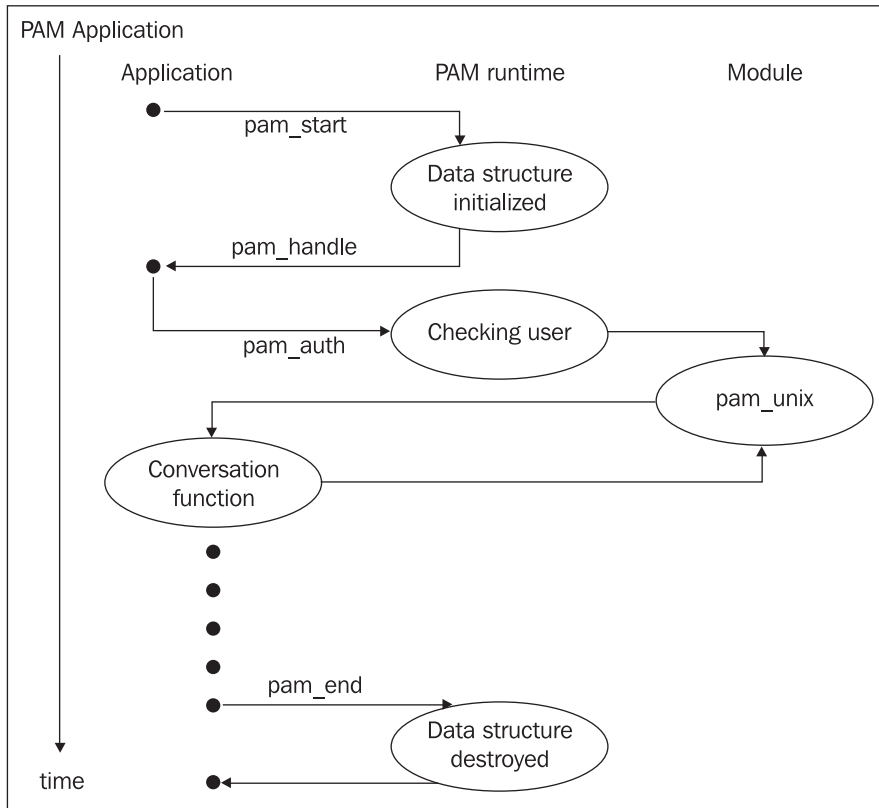 PAM Application
Application
PAM runtime
Module
pam_start
Data structure
initialized
pam_handle
pam_auth
Checking user
pam_unix
Conversation
function
pam_end
Data structure
destroyed
time